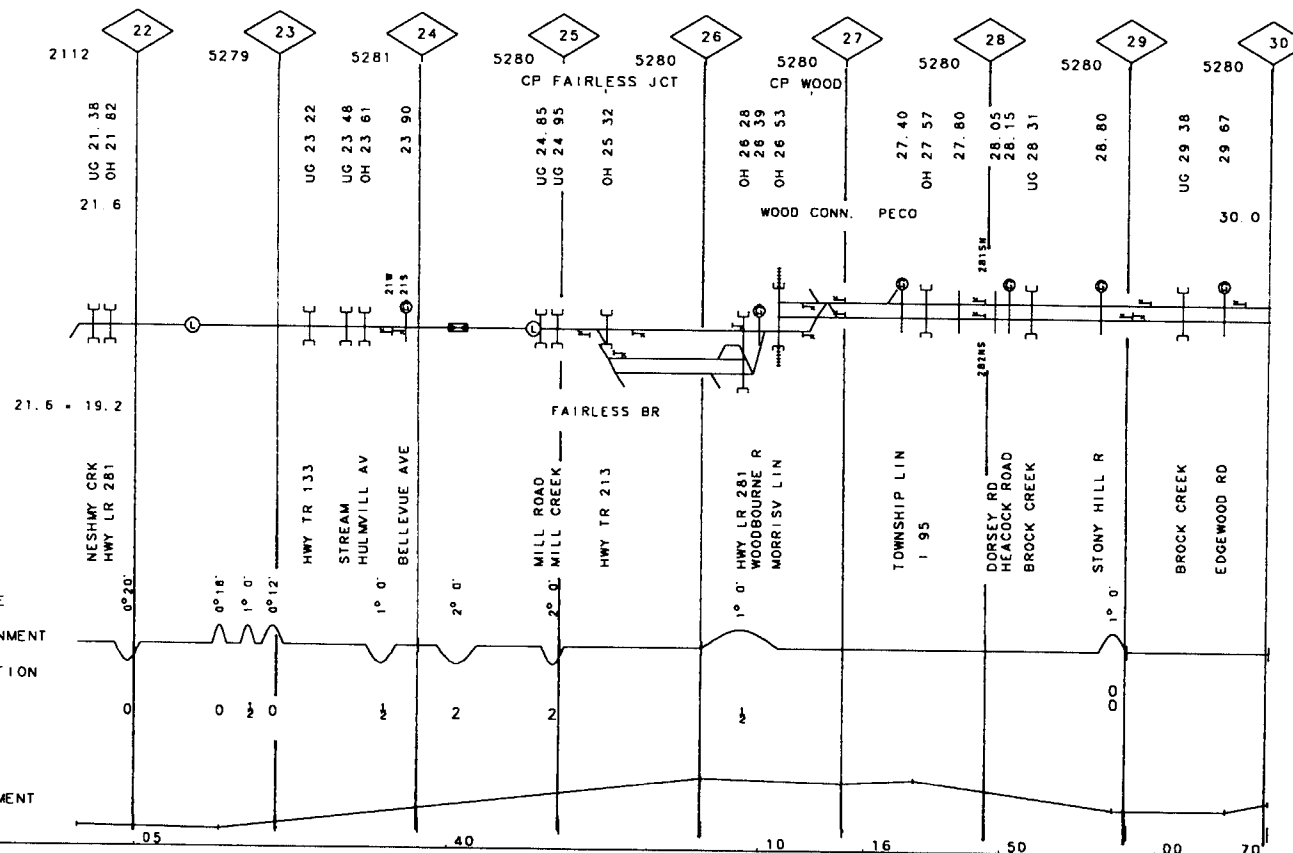 22 23 24 25 26 27 28 29 30
2112 5279 5281 5280 5280 5280 5280 5280 5280
CP FAIRLESS JCT CP WOOD
UG 21.38
OH 21 82
UG 23 22
UG 23 48
OH 23 61
23 90
UG 24.85
UG 24 95
OH 25 32
OH 26 28
26 39
OH 26 53
27.40
OH 27 57
27.80
28.05
28.15
UG 28 31
28.80
UG 29 38
29 67
21.6
WOOD CONN. PECO
30.0
21W
21S
281SN
L
L
282NS
21.6 = 19.2
FAIRLESS BR
NESHMY CRK
HWY LR 281
HWY TR 133
STREAM
HULMVILL AV
BELLEVUE AVE
MILL ROAD
MILL CREEK
HWY TR 213
HWY LR 281
WOODBOURNE R
MORRISV LIN
TOWNSHIP LIN
I 95
DORSEY RD
HEACOCK ROAD
BROCK CREEK
STONY HILL R
BROCK CREEK
EDGEWOOD RD
E
0°20' 0°18' 1° 0' 0°12' 1° 0' 2° 0' 2° 0' 1° 0' 1° 0'
NMENT
TION
0 0 ½ 0 ½ 2 2 ½ 0
0
MENT
.05 .40 .10 .16 .50 .00 .70